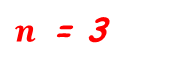 n = 3